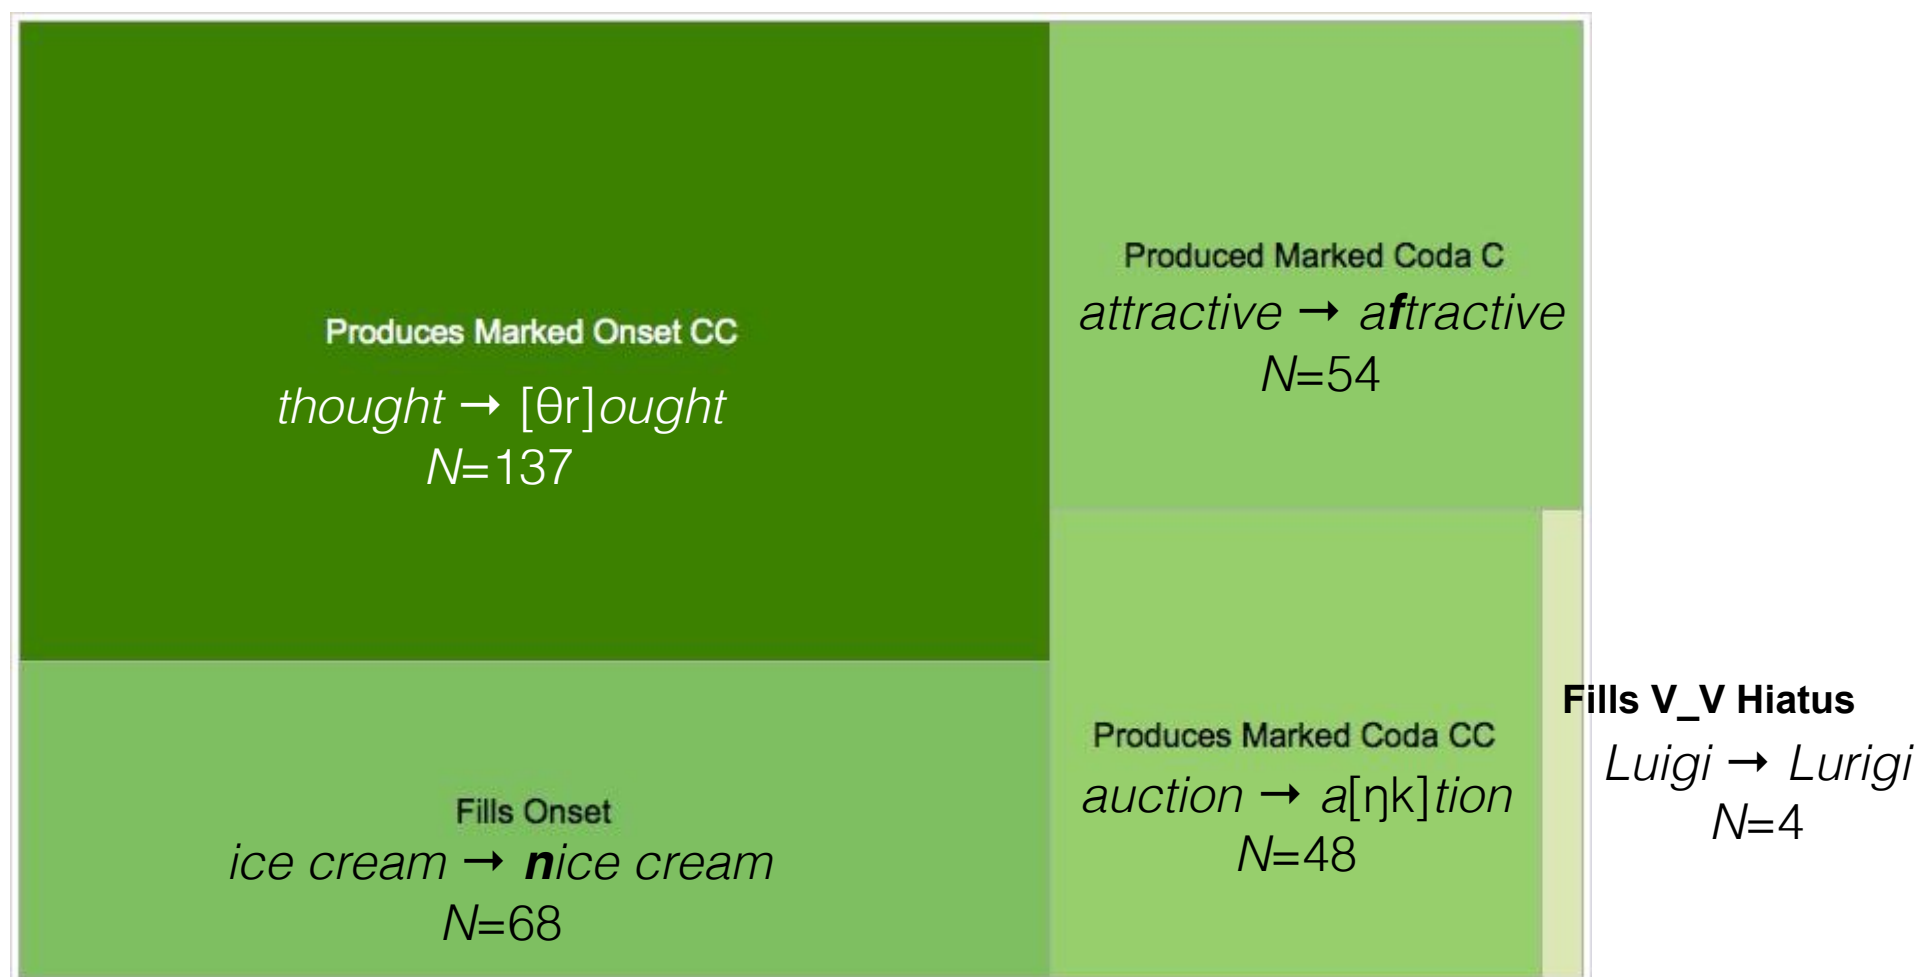 Produces Marked Onset CC
thought → [θr]ought
N=137
Fills Onset
ice cream → nice cream
N=68
Produced Marked Coda C
attractive → aftractive
N=54
Produces Marked Coda CC
auction → a[ŋk]tion
N=48
Fills V_V Hiatus
Luigi → Lurigi
N=4